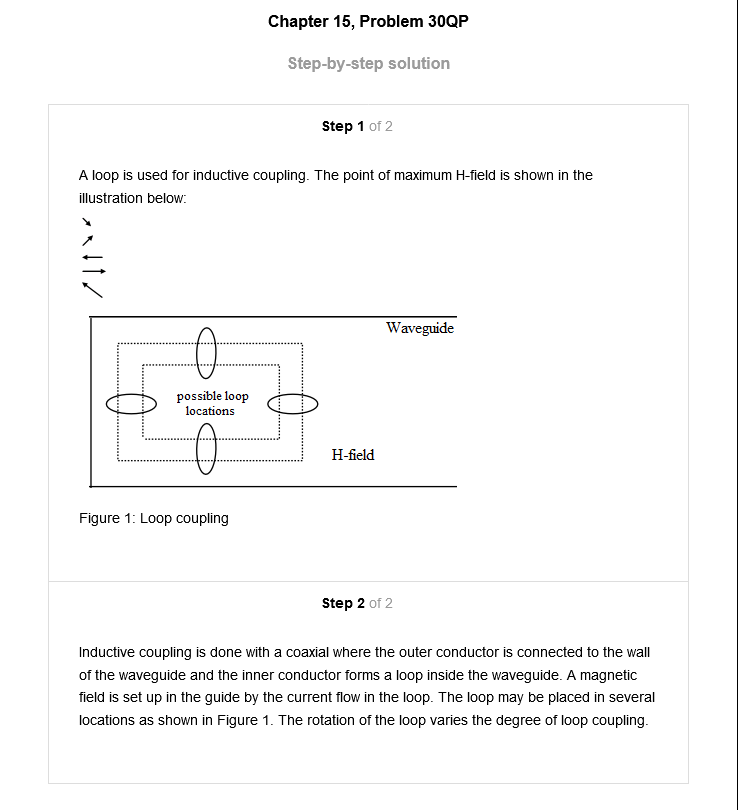 Chapter 15, Problem 30QP
Step-by-step solution
Step 1 of 2
A loop is used for inductive coupling. The point of maximum H-field is shown in the
illustration below:
Waveguide
possible loop
locations
H-field
Figure 1: Loop coupling
Step 2 of 2
Inductive coupling is done with a coaxial where the outer conductor is connected to the wall
of the waveguide and the inner conductor forms a loop inside the waveguide. A magnetic
field is set up in the guide by the current flow in the loop. The loop may be placed in several
locations as shown in Figure 1. The rotation of the loop varies the degree of loop coupling.